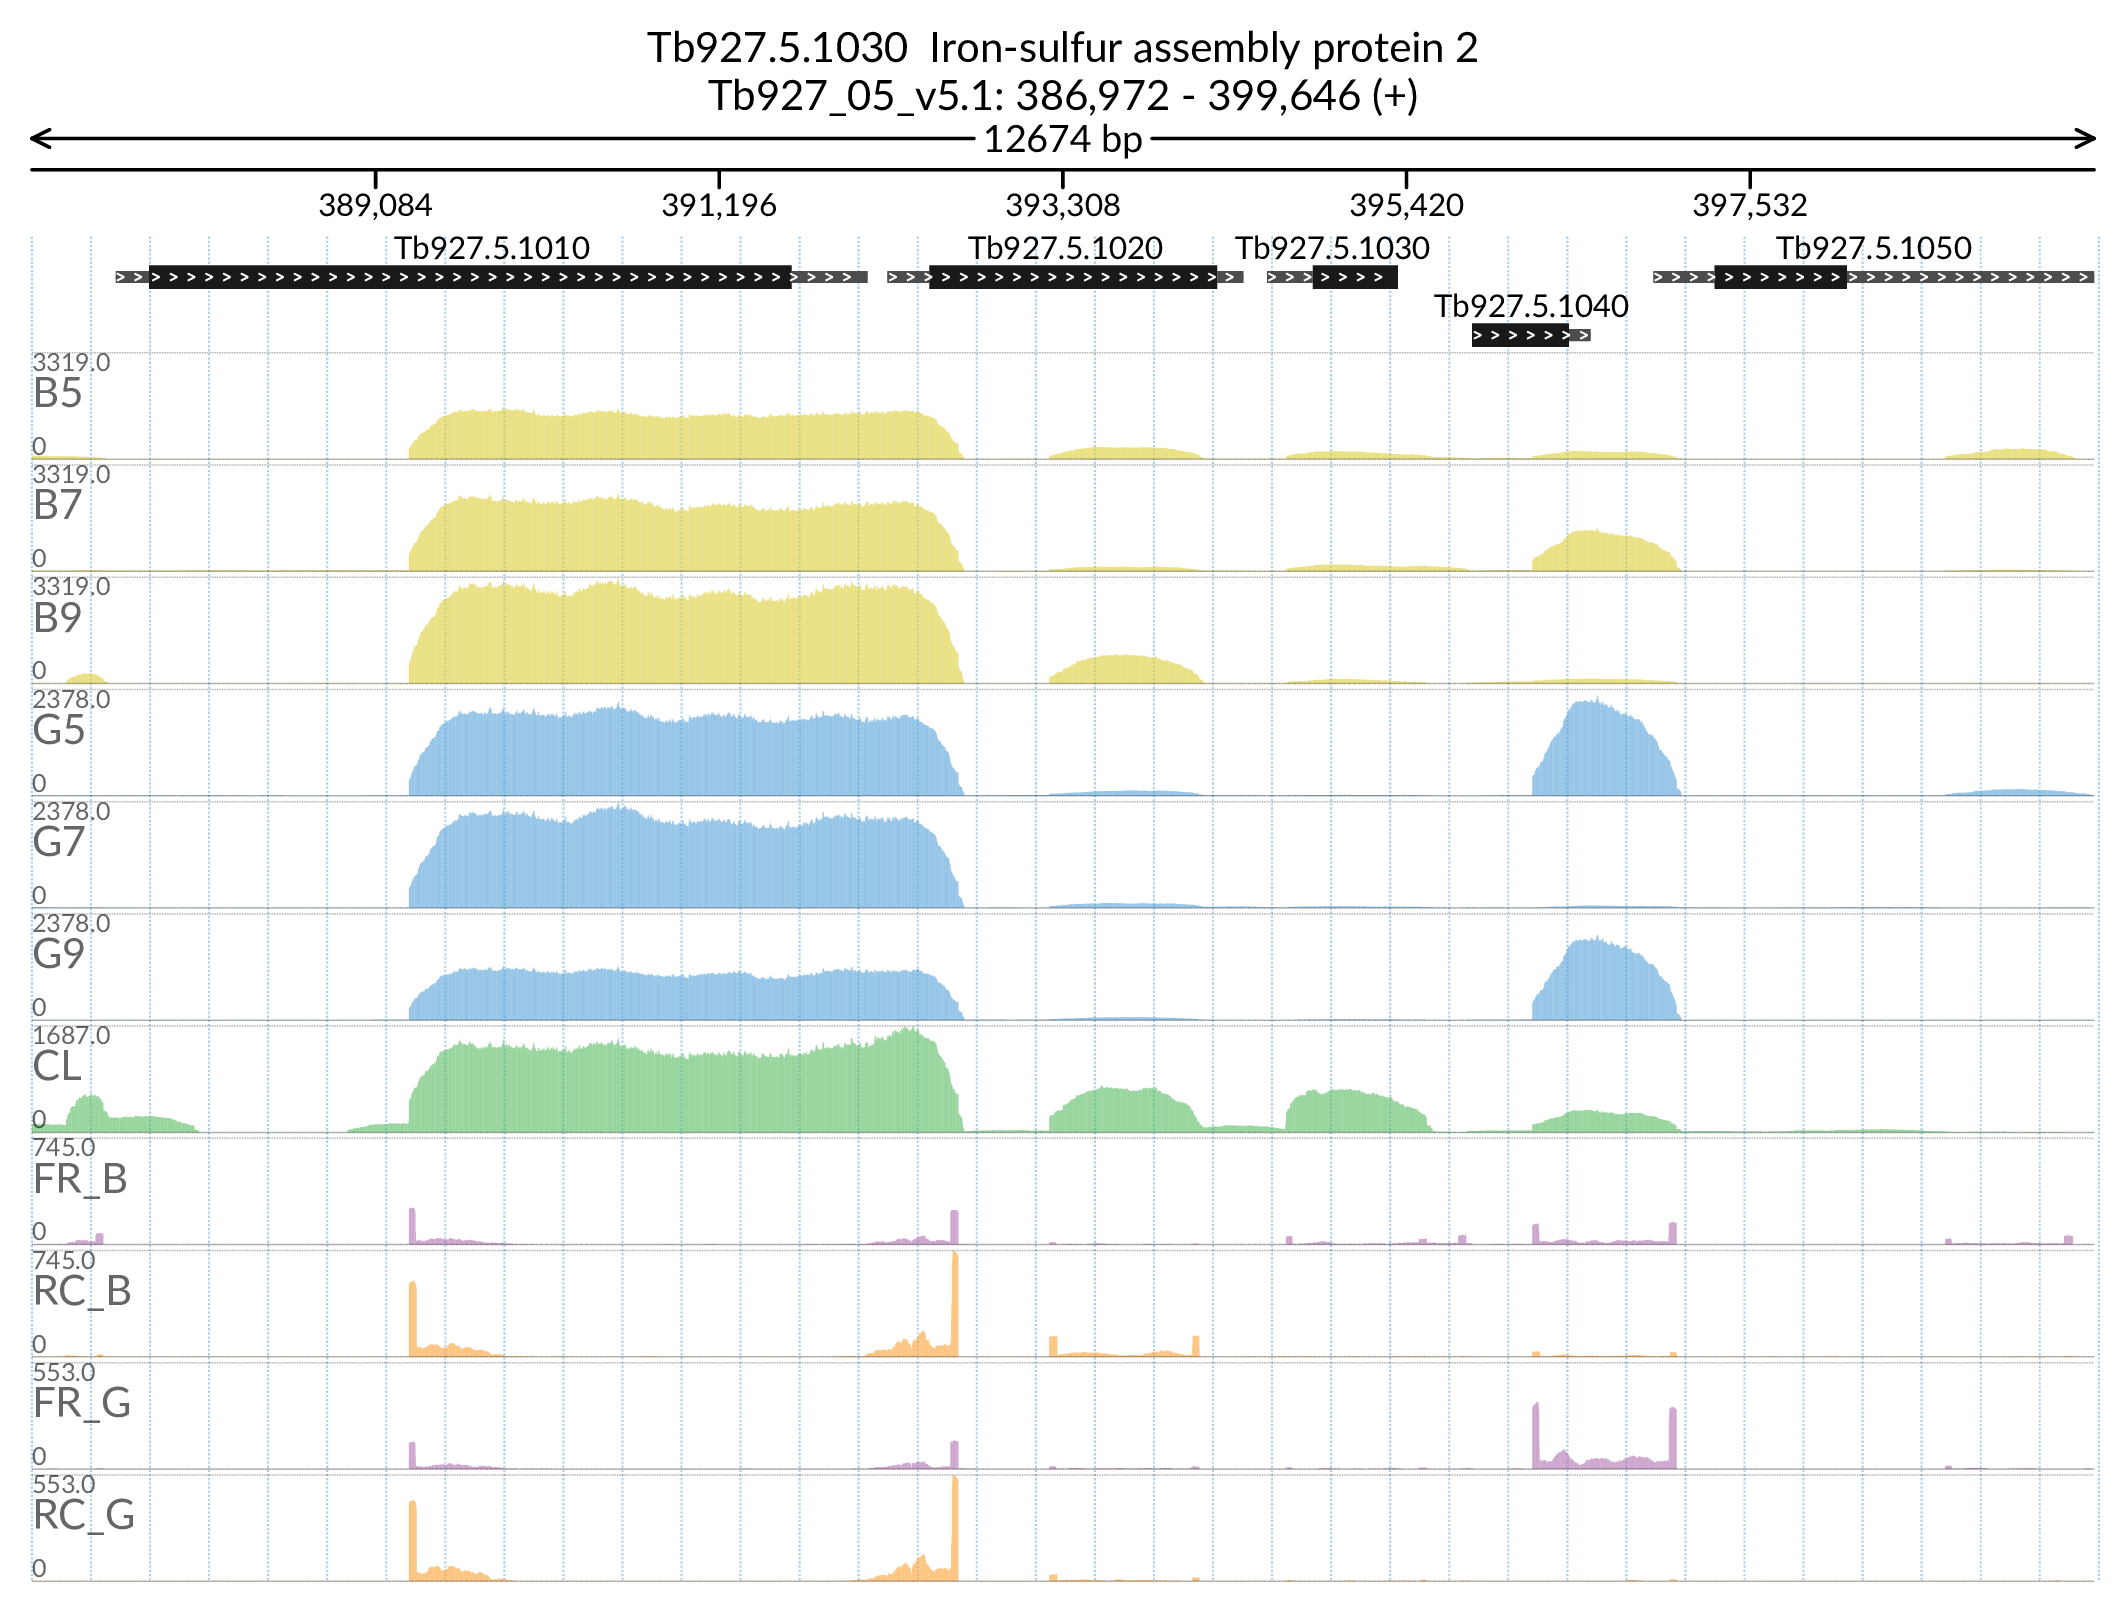 Tb927.5.1030  Iron-sulfur assembly protein 2
Tb927_05_v5.1: 386,972 - 399,646 (+)
12674 bp
389,084 391,196 393,308 395,420 397,532
Tb927.5.1010 Tb927.5.1020 Tb927.5.1030 Tb927.5.1050
Tb927.5.1040
3319.0
B5
0
3319.0
B7
0
3319.0
B9
0
2378.0
G5
0
2378.0
G7
0
2378.0
G9
0
1687.0
CL
0
745.0
FR_B
0
745.0
RC_B
0
553.0
FR_G
0
553.0
RC_G
0